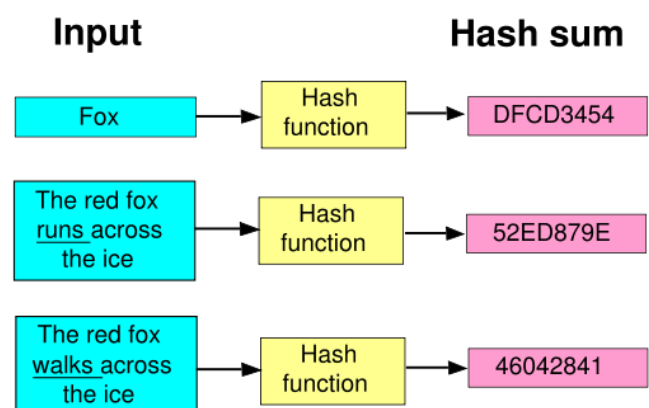 Input
Hash sum
Fox
Hash
function
DFCD3454
The red fox
runs across
the ice
Hash
function
52ED879E
The red fox
walks across
the ice
Hash
function
46042841